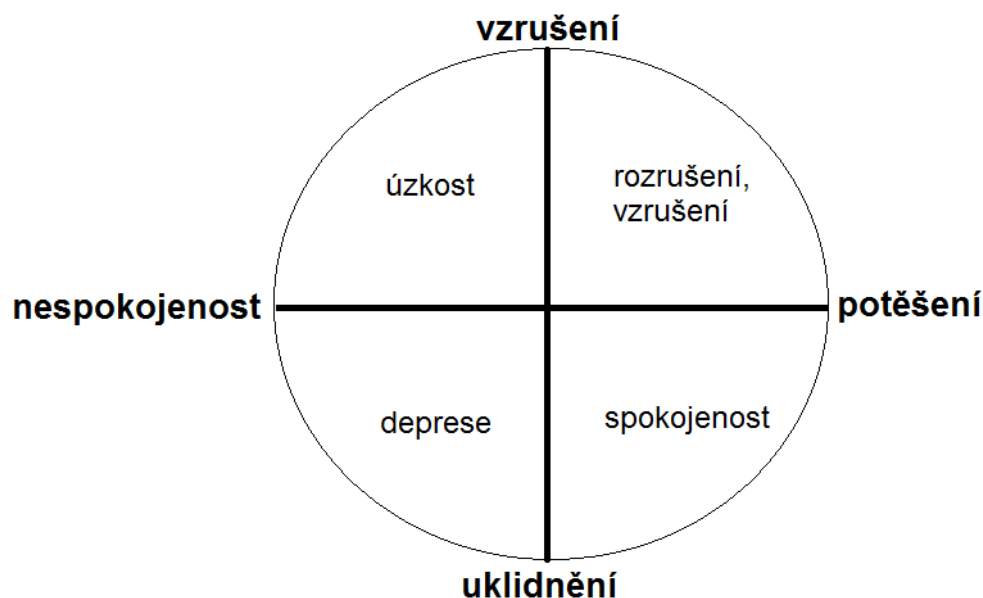 vzrušení
úzkost
rozrušení,
vzrušení
nespokojenost
potěšení
deprese
spokojenost
uklidnění